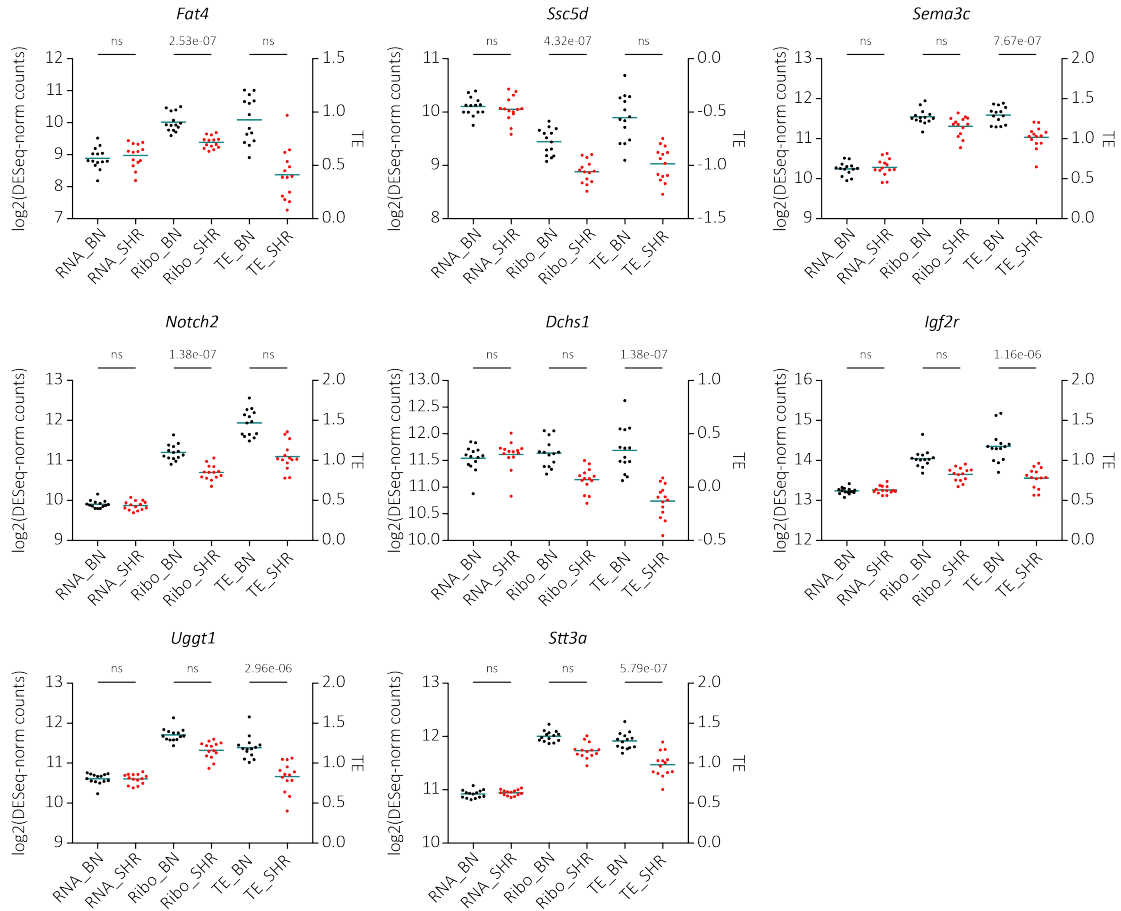 Fat4
ns 2.53e-07 ns
12 1.5
11
10 1.0
9
8 0.5
7 0.0
log2(DESeq-norm counts)
TE
RNA_BN RNA_SHR Ribo_BN Ribo_SHR TE_BN TE_SHR
Ssc5d
ns 4.32e-07 ns
11 0.0
10 -0.5
9 -1.0
8 -1.5
log2(DESeq-norm counts)
TE
RNA_BN RNA_SHR Ribo_BN Ribo_SHR TE_BN TE_SHR
Sema3c
ns ns 7.67e-07
13 2.0
12 1.5
11 1.0
10 0.5
9 0.0
log2(DESeq-norm counts)
TE
RNA_BN RNA_SHR Ribo_BN Ribo_SHR TE_BN TE_SHR
Notch2
ns 1.38e-07 ns
13 2.0
12 1.5
11 1.0
10 0.5
9 0.0
log2(DESeq-norm counts)
TE
RNA_BN RNA_SHR Ribo_BN Ribo_SHR TE_BN TE_SHR
Dchs1
ns ns 1.38e-07
13.0 1.0
12.5
12.0 0.5
11.5
11.0 0.0
10.5
10.0 -0.5
log2(DESeq-norm counts)
TE
RNA_BN RNA_SHR Ribo_BN Ribo_SHR TE_BN TE_SHR
Igf2r
ns ns 1.16e-06
16 2.0
15 1.5
14 1.0
13 0.5
12 0.0
log2(DESeq-norm counts)
TE
RNA_BN RNA_SHR Ribo_BN Ribo_SHR TE_BN TE_SHR
Uggt1
ns ns 2.96e-06
13 2.0
12 1.5
11 1.0
10 0.5
9 0.0
log2(DESeq-norm counts)
TE
RNA_BN RNA_SHR Ribo_BN Ribo_SHR TE_BN TE_SHR
Stt3a
ns ns 5.79e-07
13 2.0
12 1.5
11 1.0
0.5
10 0.0
log2(DESeq-norm counts)
TE
RNA_BN RNA_SHR Ribo_BN Ribo_SHR TE_BN TE_SHR